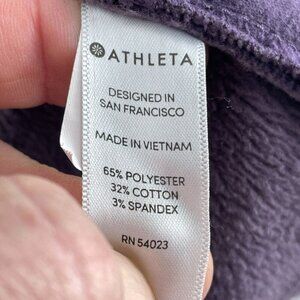 ATHLETA
DESIGNED IN
SAN FRANCISCO
MADE IN VIETNAM
65% POLYESTER
32% COTTON
3% SPANDEX
RN 54023